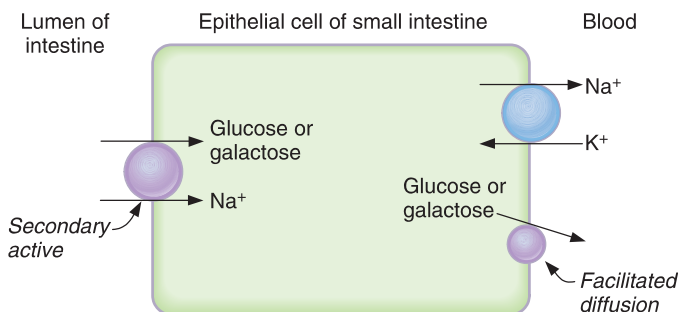 Lumen of
intestine
Epithelial cell of small intestine
Blood
Na+
K+
Glucose or
galactose
Na+
Secondary
active
Glucose or
galactose
Facilitated
diffusion